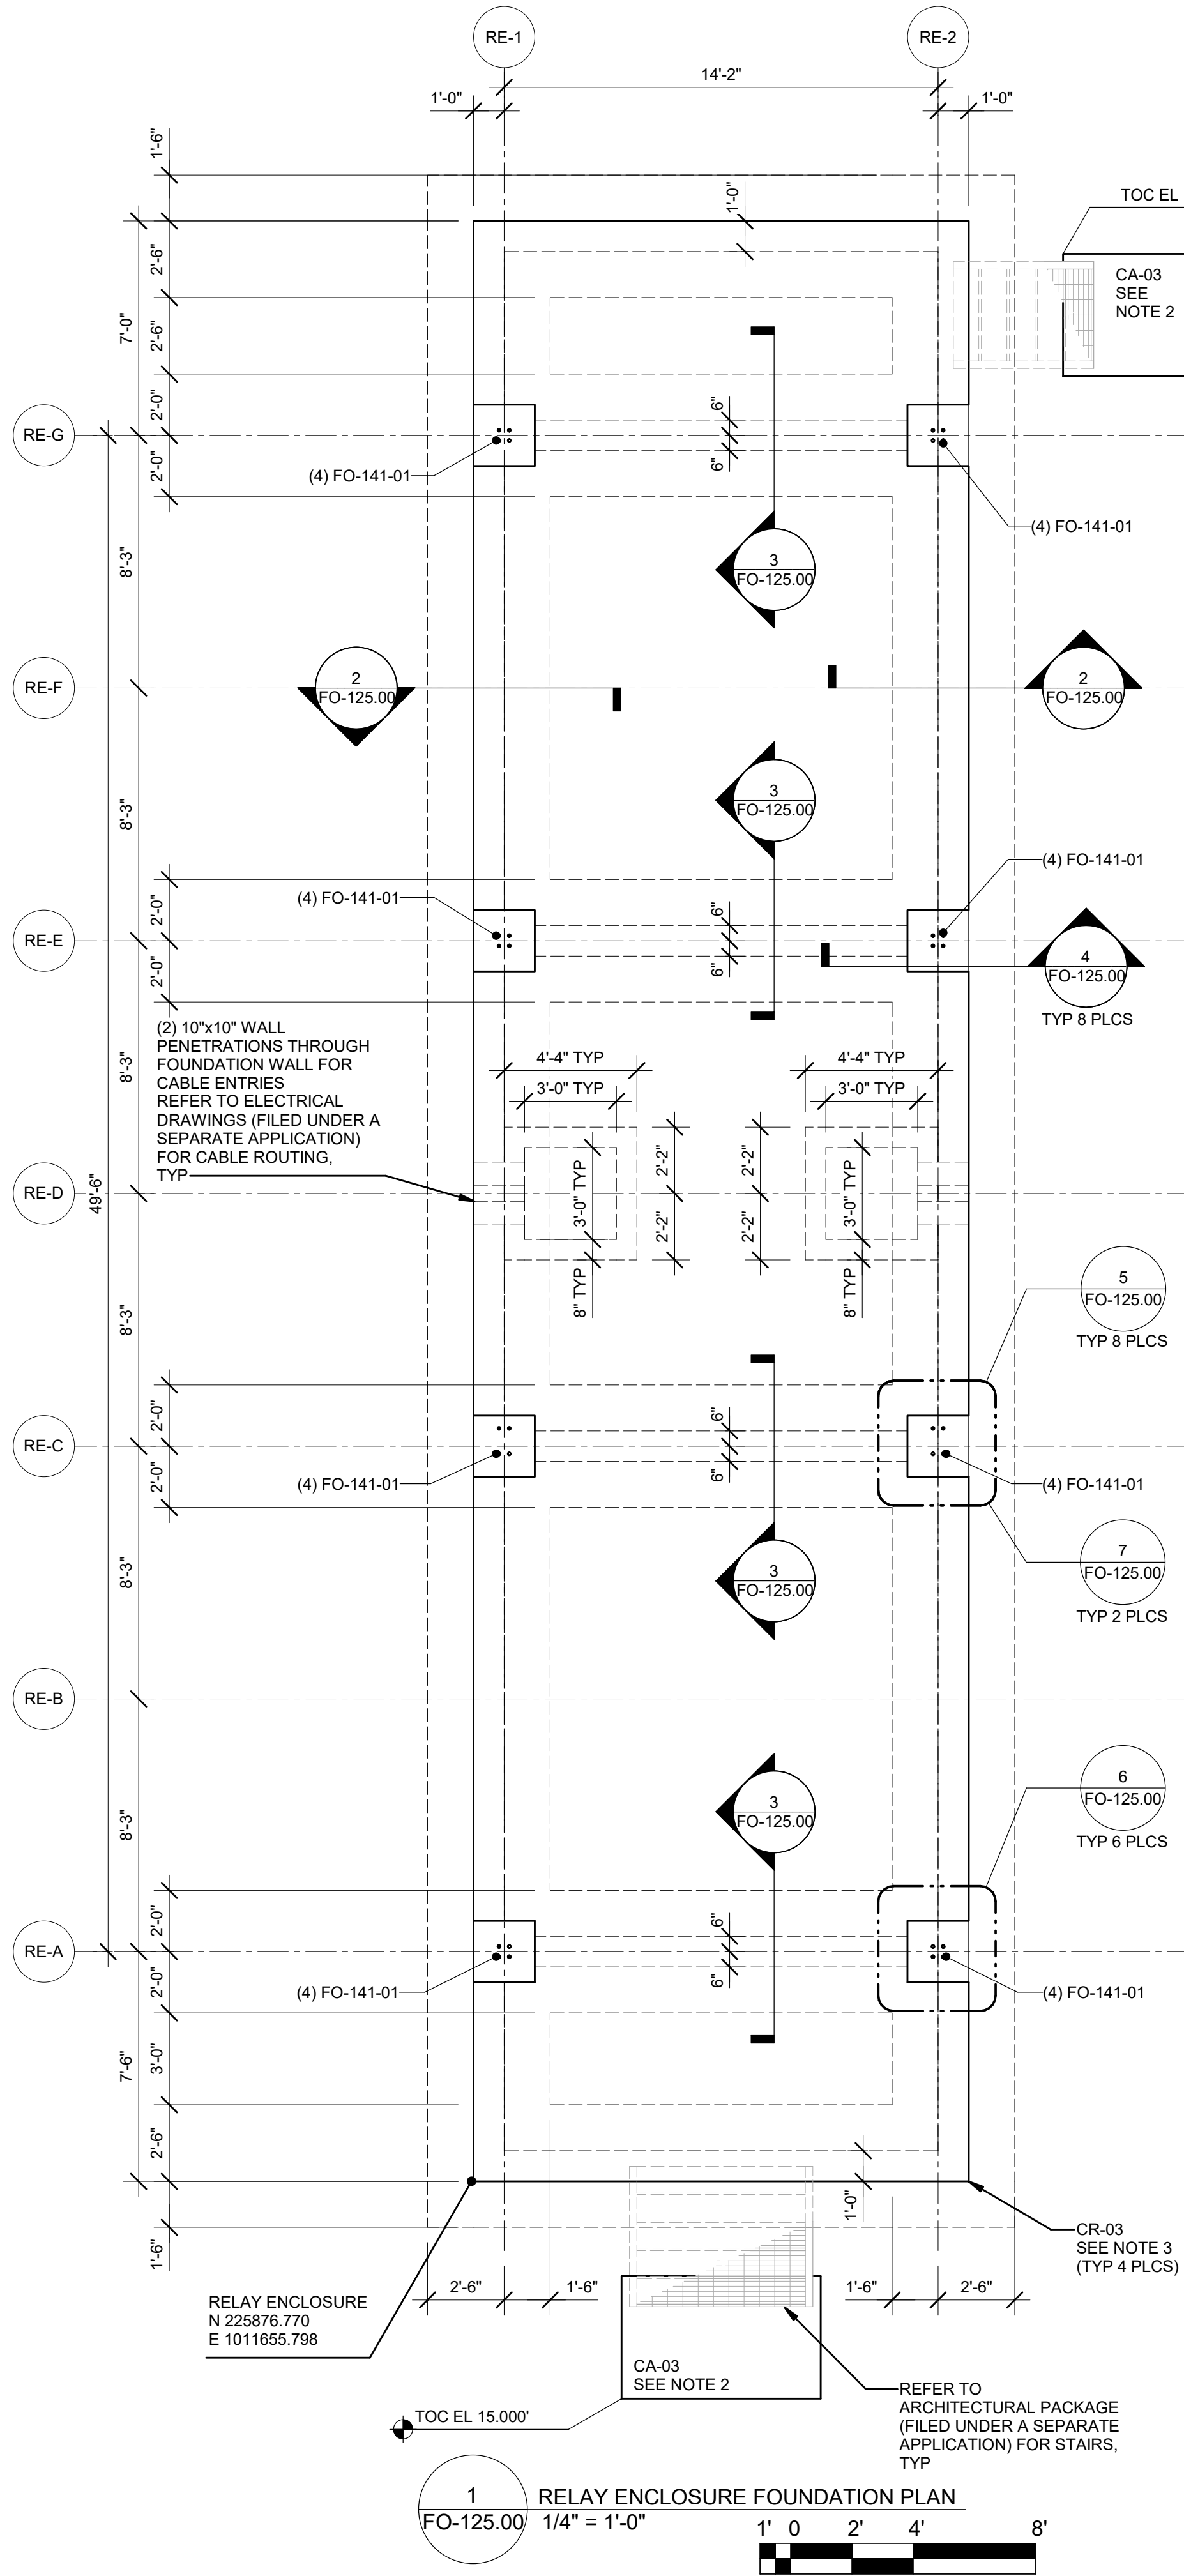 RE-1
RE-2
14'-2"
1'-0"
1'-0"
1'-6"
1'-0"
TOC EL
2'-6"
CA-03
SEE
NOTE 2
7'-0"
2'-6"
2'-0"
6"
RE-G
2'-0"
6"
(4) FO-141-01
(4) FO-141-01
8'-3"
3
FO-125.00
RE-F
2
FO-125.00
2
FO-125.00
8'-3"
3
FO-125.00
(4) FO-141-01
(4) FO-141-01
2'-0"
6"
RE-E
2'-0"
6"
4
FO-125.00
TYP 8 PLCS
(2) 10"x10" WALL
PENETRATIONS THROUGH
FOUNDATION WALL FOR
CABLE ENTRIES
REFER TO ELECTRICAL
DRAWINGS (FILED UNDER A
SEPARATE APPLICATION)
FOR CABLE ROUTING,
TYP
8'-3"
4'-4" TYP
4'-4" TYP
3'-0" TYP
3'-0" TYP
2'-2"
2'-2"
3'-0" TYP
3'-0" TYP
RE-D
49'-6"
2'-2"
2'-2"
8" TYP
8" TYP
5
FO-125.00
TYP 8 PLCS
8'-3"
2'-0"
6"
RE-C
2'-0"
6"
(4) FO-141-01
(4) FO-141-01
8'-3"
3
FO-125.00
7
FO-125.00
TYP 2 PLCS
RE-B
8'-3"
3
FO-125.00
6
FO-125.00
TYP 6 PLCS
2'-0"
6"
RE-A
2'-0"
6"
(4) FO-141-01
(4) FO-141-01
7'-6"
3'-0"
2'-6"
1'-0"
1'-6"
CR-03
SEE NOTE 3
(TYP 4 PLCS)
2'-6"
1'-6"
1'-6"
2'-6"
RELAY ENCLOSURE
N 225876.770
E 1011655.798
CA-03
SEE NOTE 2
REFER TO
ARCHITECTURAL PACKAGE
(FILED UNDER A SEPARATE
APPLICATION) FOR STAIRS,
TYP
TOC EL 15.000'
1
FO-125.00
RELAY ENCLOSURE FOUNDATION PLAN
1/4" = 1'-0"
1' 0 2' 4' 8'